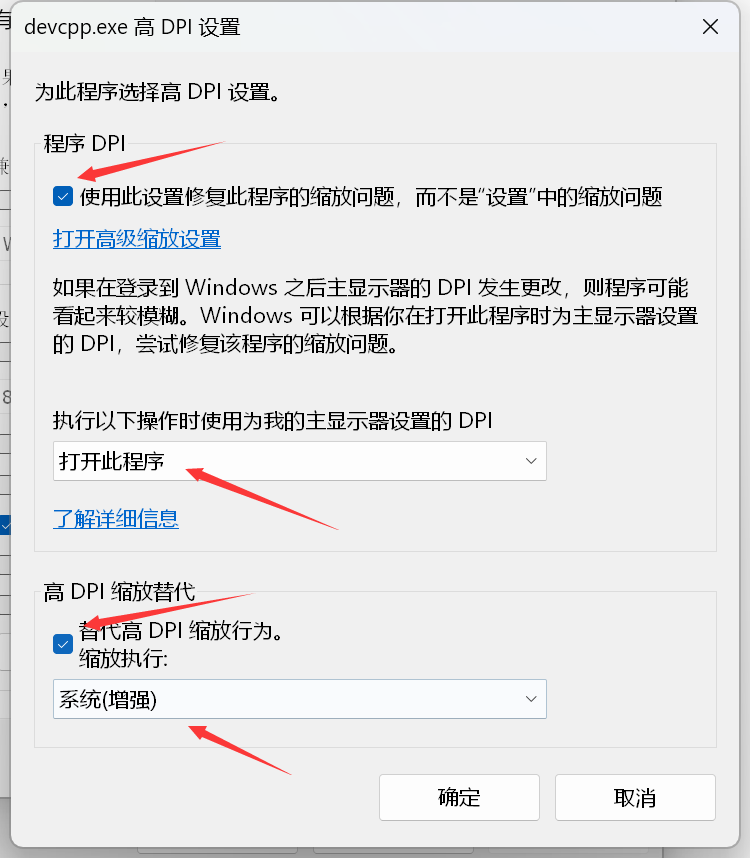 devcpp.exe 高 DPI 设置
为此程序选择高 DPI 设置。
程序 DPI
使用此设置修复此程序的缩放问题，而不是“设置”中的缩放问题
打开高级缩放设置
如果在登录到 Windows 之后主显示器的 DPI 发生更改，则程序可能
看起来较模糊。Windows 可以根据你在打开此程序时为主显示器设置
的 DPI，尝试修复该程序的缩放问题。
执行以下操作时使用为我的主显示器设置的 DPI
打开此程序
了解详细信息
高 DPI 缩放替代
替代高 DPI 缩放行为。
缩放执行:
系统(增强)
确定
取消